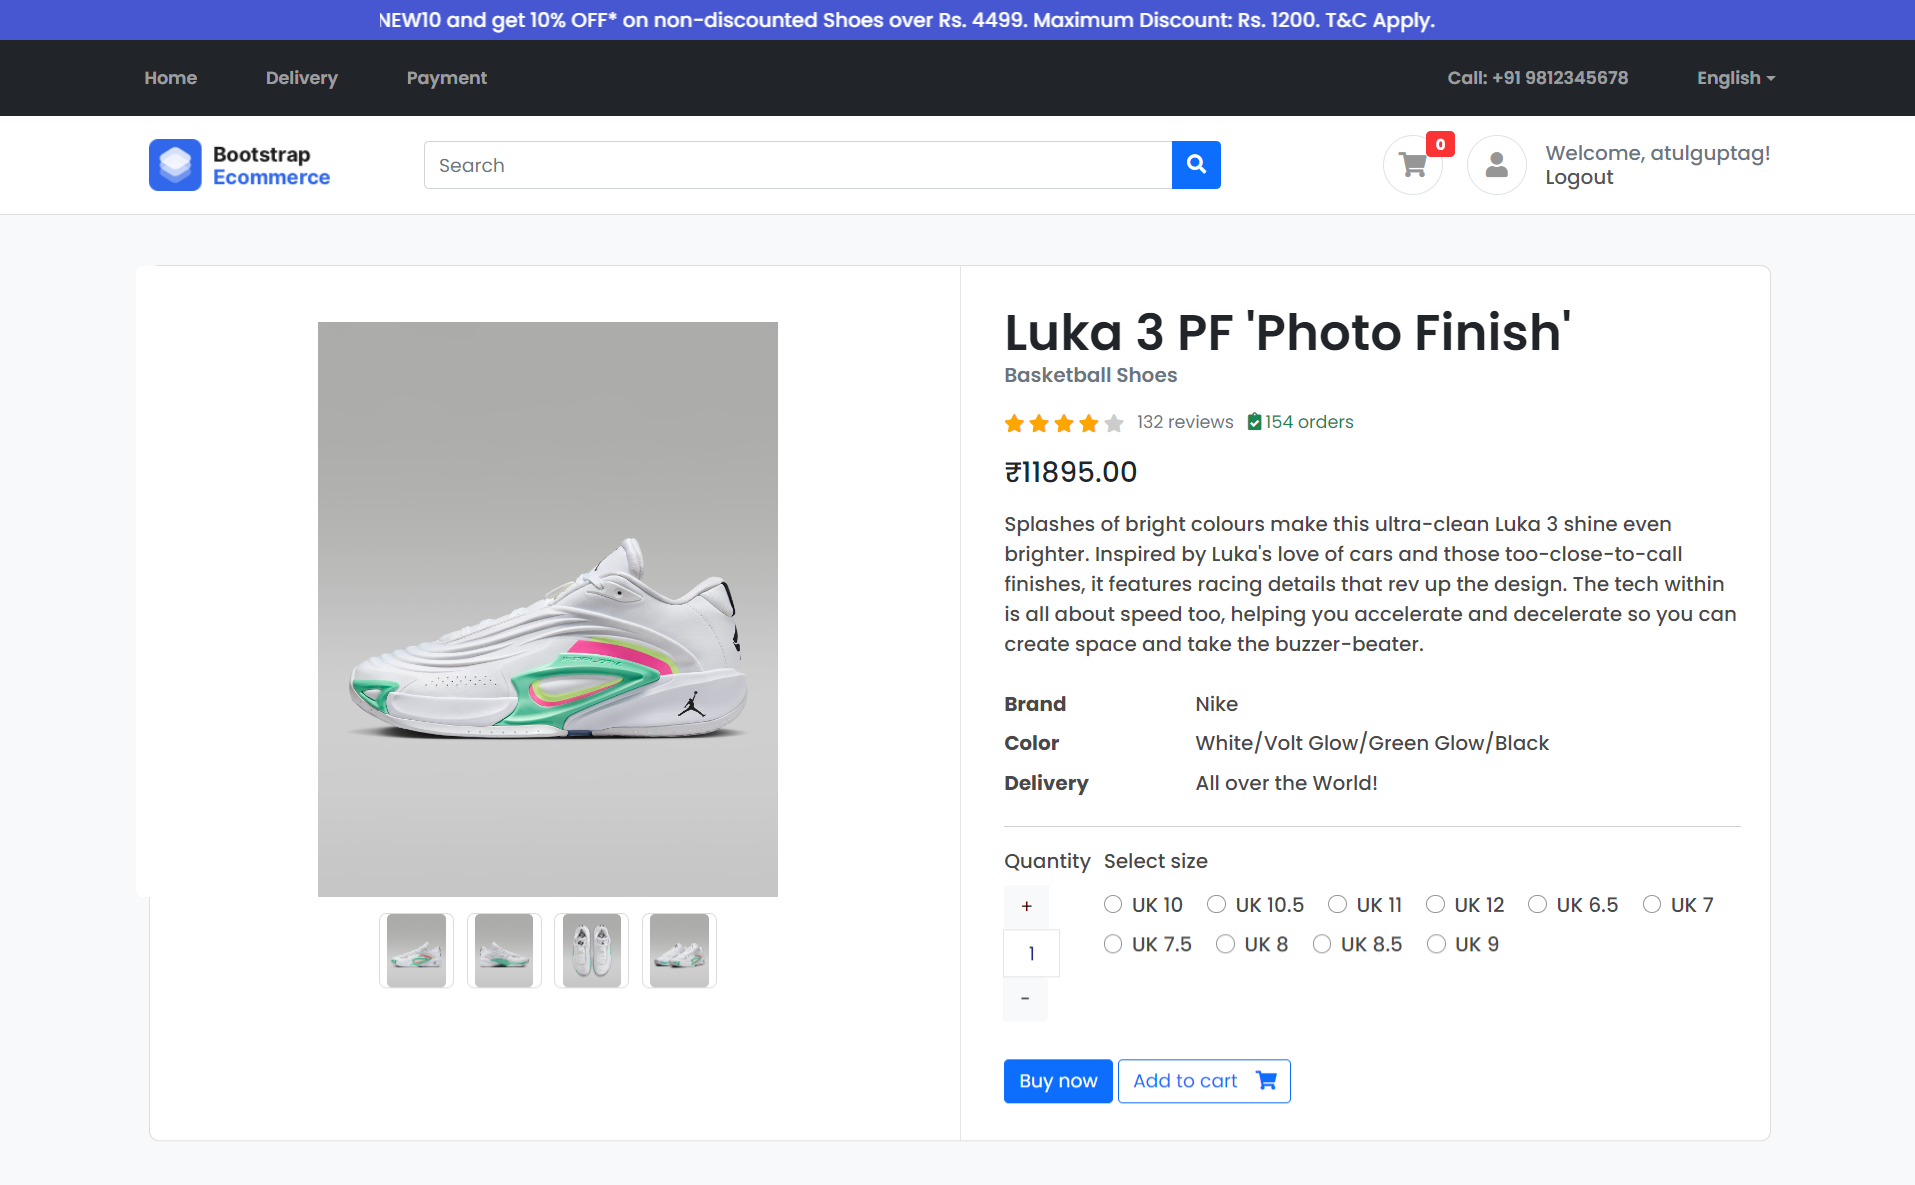 NEW10 and get 10% OFF* on non-discounted Shoes over Rs. 4499. Maximum Discount: Rs. 1200. T&C Apply.
Home Delivery Payment Call: +91 9812345678 English
Bootstrap
Ecommerce
Search
0
Welcome, atulguptag!
Logout
Luka 3 PF 'Photo Finish'
Basketball Shoes
132 reviews 154 orders
₹11895.00
Splashes of bright colours make this ultra-clean Luka 3 shine even
brighter. Inspired by Luka's love of cars and those too-close-to-call
finishes, it features racing details that rev up the design. The tech within
is all about speed too, helping you accelerate and decelerate so you can
create space and take the buzzer-beater.
Brand Nike
Color White/Volt Glow/Green Glow/Black
Delivery All over the World!
Quantity Select size
+
1
-
UK 10 UK 10.5 UK 11 UK 12 UK 6.5 UK 7
UK 7.5 UK 8 UK 8.5 UK 9
Buy now Add to cart